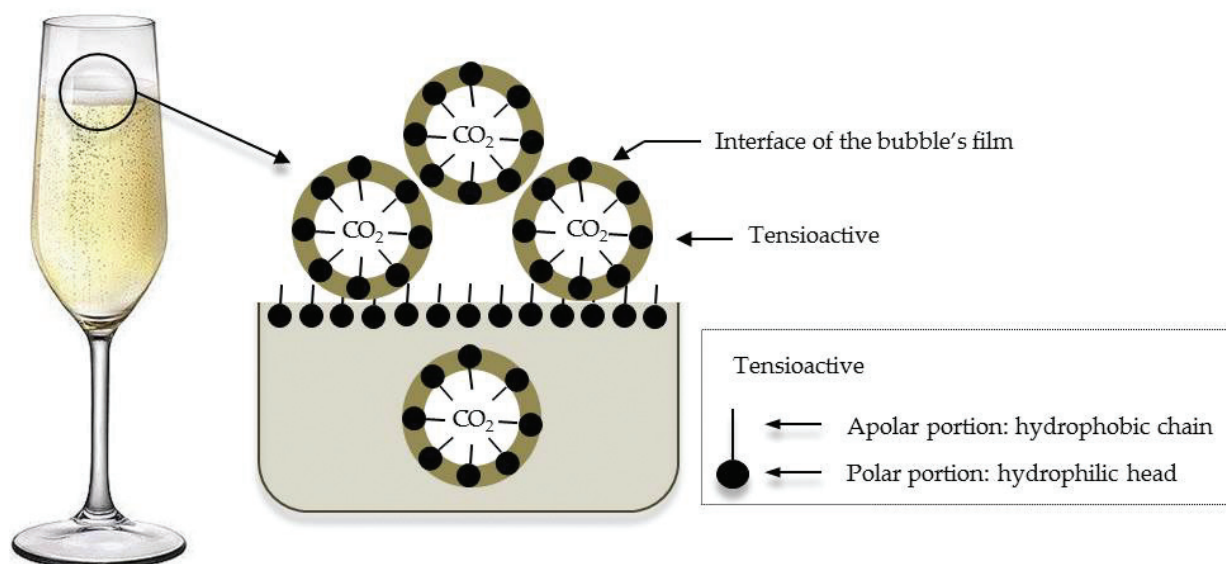 CO₂
Interface of the bubble's film
CO₂
CO₂
Tensioactive
Tensioactive
Apolar portion: hydrophobic chain
Polar portion: hydrophilic head
CO₂